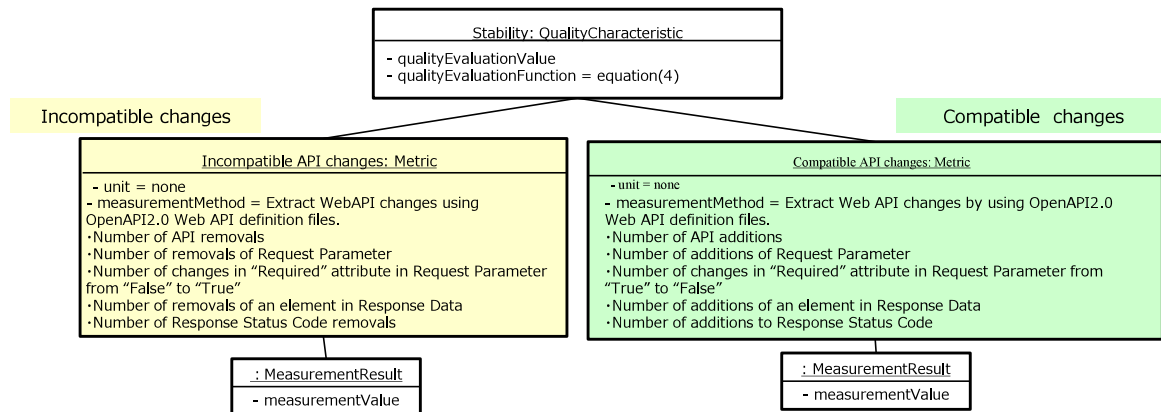 Stability: QualityCharacteristic
- qualityEvaluationValue
- qualityEvaluationFunction = equation(4)
Incompatible changes
Compatible changes
Incompatible API changes: Metric
- unit = none
- measurementMethod = Extract WebAPI changes using
OpenAPI2.0 Web API definition files.
・Number of API removals
・Number of removals of Request Parameter
・Number of changes in “Required” attribute in Request Parameter
from “False” to “True”
・Number of removals of an element in Response Data
・Number of Response Status Code removals
Compatible API changes: Metric
- unit = none
- measurementMethod = Extract Web API changes by using OpenAPI2.0
Web API definition files.
・Number of API additions
・Number of additions of Request Parameter
・Number of changes in “Required” attribute in Request Parameter from
“True” to “False”
・Number of additions of an element in Response Data
・Number of additions to Response Status Code
: MeasurementResult
- measurementValue
: MeasurementResult
- measurementValue